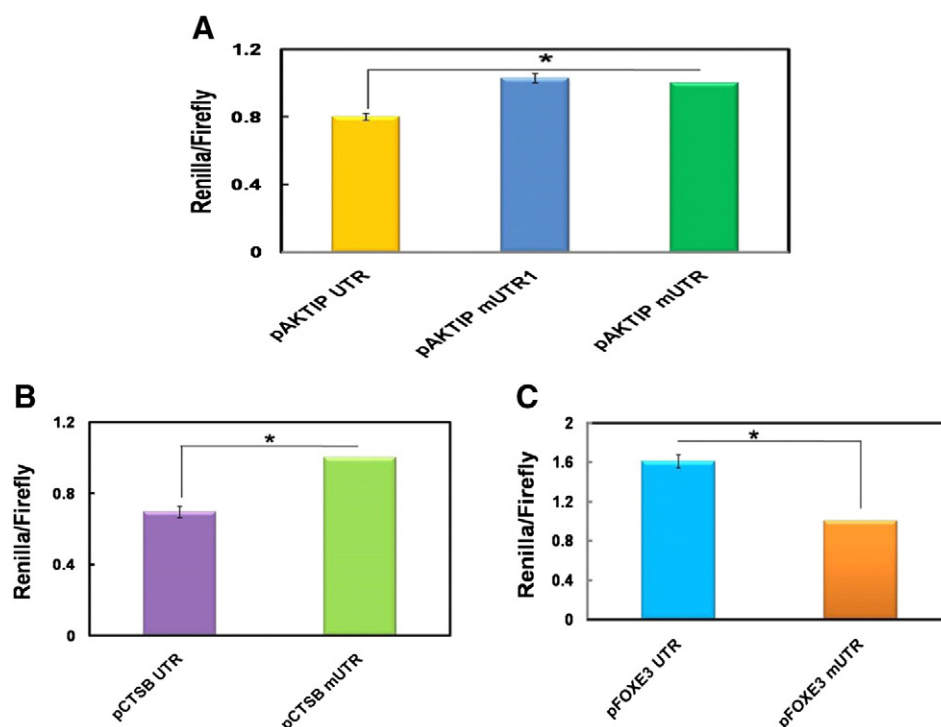 A
Renilla/Firefly
1.2
0.8
0.4
0
*
pAKTIP UTR
pAKTIP mUTR1
pAKTIP mUTR
B
Renilla/Firefly
1.2
0.8
0.4
0
*
pCTSB UTR
pCTSB mUTR
C
Renilla/Firefly
2
1.6
1.2
0.8
0.4
0
*
pFOXE3 UTR
pFOXE3 mUTR